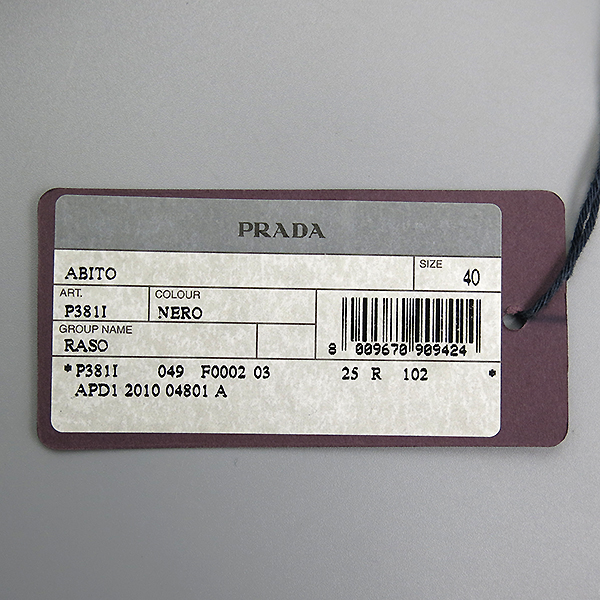 PRADA
ABITO
SIZE 40
ART. P381I
COLOUR NERO
GROUP NAME
RASO
8 009670 909424
*P381I 049 F0002 03 25 R 102 *
APD1 2010 04801 A